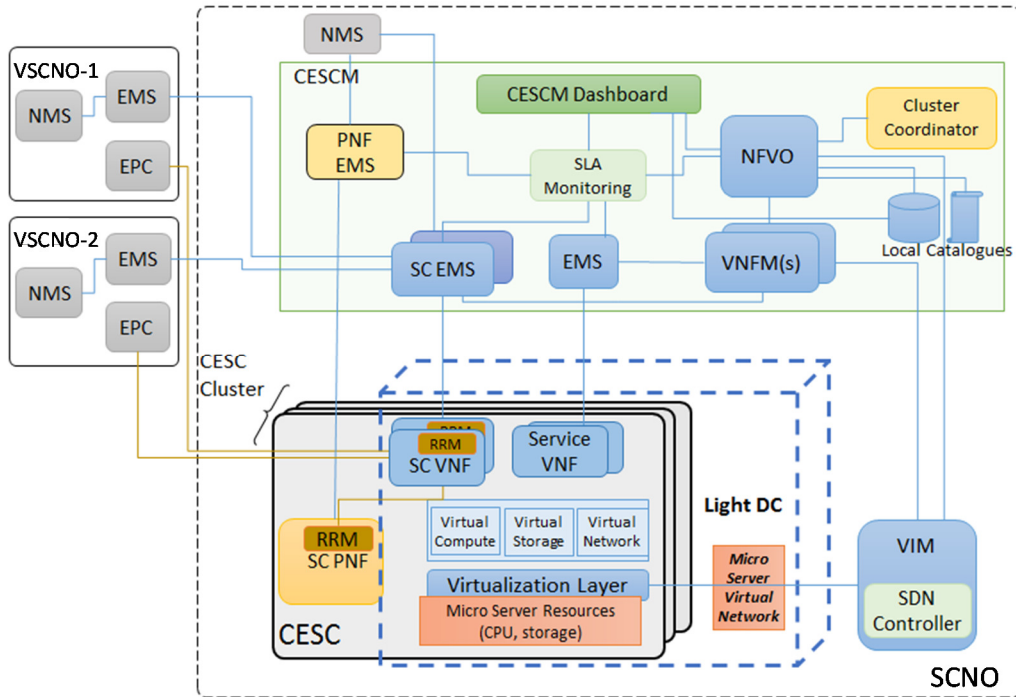 VSCNO-1
NMS
EMS
EPC
VSCNO-2
NMS
EMS
EPC
NMS
CESCM
CESCM Dashboard
Cluster
Coordinator
PNF
EMS
SLA
Monitoring
NFVO
Local Catalogues
SC EMS
EMS
VNFM(s)
CESC
Cluster
RRM
RRM
SC VNF
Service
VNF
Light DC
Virtual
Compute
Virtual
Storage
Virtual
Network
RRM
SC PNF
Virtualization Layer
Micro Server Resources
(CPU, storage)
Micro
Server
Virtual
Network
VIM
SDN
Controller
CESC
SCNO